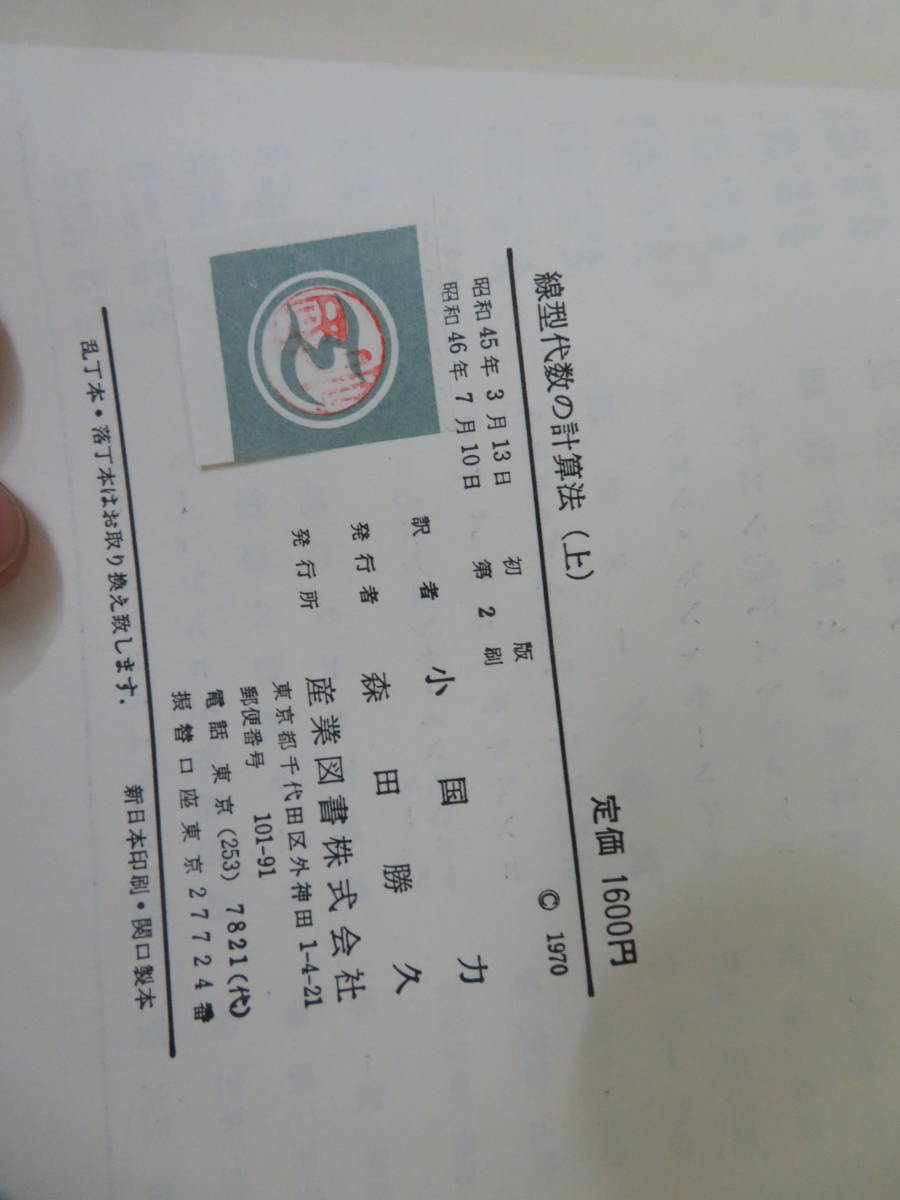 線型代数の計算法 (上)
定価 1600円
© 1970
昭和45年 3月13日 初版
昭和46年 7月10日 第2刷
訳者 小国力
発行者 森田勝久
発行所 産業図書株式会社
東京都千代田区外神田1-4-21
郵便番号 101-91
電話 東京 (253) 7821(代)
振替口座東京27724番
乱丁本・落丁本はお取り換え致します. 新日本印刷・関口製本